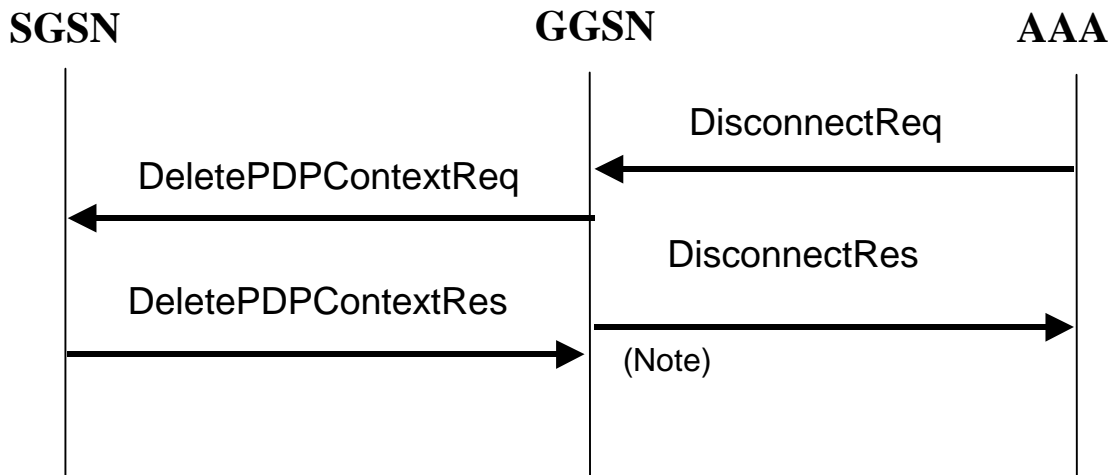 SGSN GGSN AAA
DisconnectReq
DeletePDPContextReq
DisconnectRes
DeletePDPContextRes
(Note)